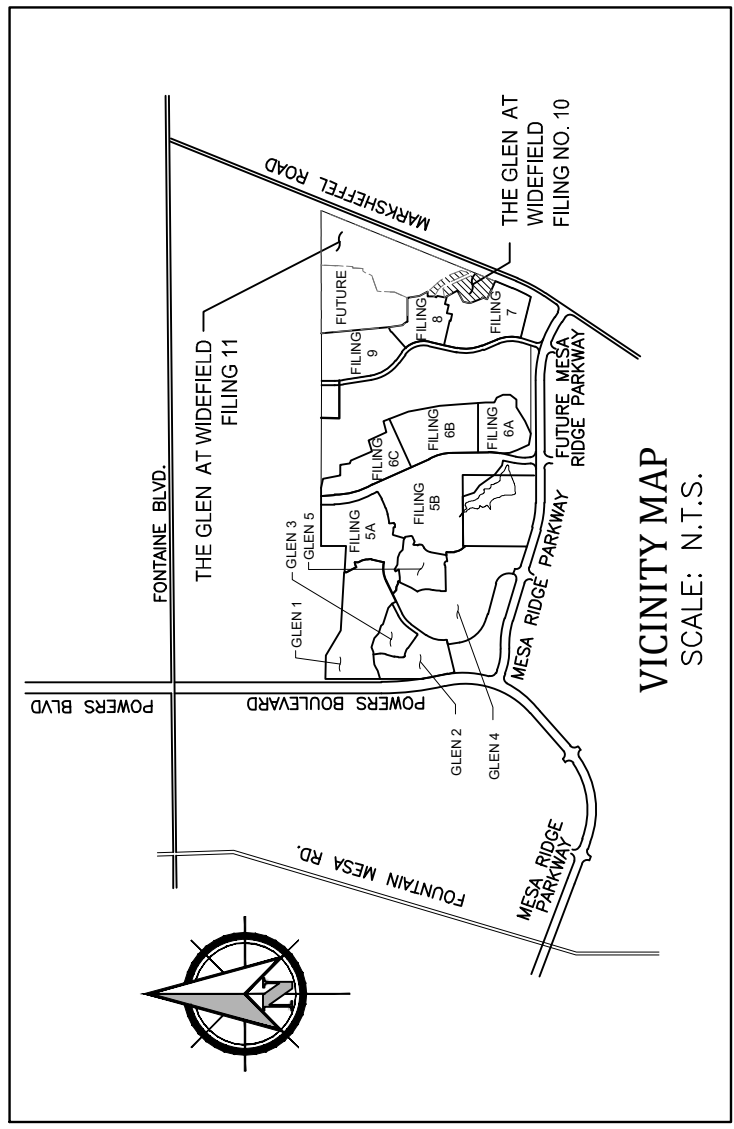 FONTAINE BLVD.
MARKSHEFFEL ROAD
THE GLEN AT
WIDEFIELD
FILING NO. 10
THE GLEN AT WIDEFIELD
FILING 11
FUTURE
FILING
9
FILING
8
FILING
7
FILING
6C
FILING
6B
FILING
6A
FILING
5A
FILING
5B
GLEN 1
GLEN 3
GLEN 5
GLEN 2
GLEN 4
FUTURE MESA
RIDGE PARKWAY
MESA RIDGE PARKWAY
POWERS BLVD
POWERS BOULEVARD
FOUNTAIN MESA RD.
MESA RIDGE
PARKWAY
N
VICINITY MAP
SCALE: N.T.S.